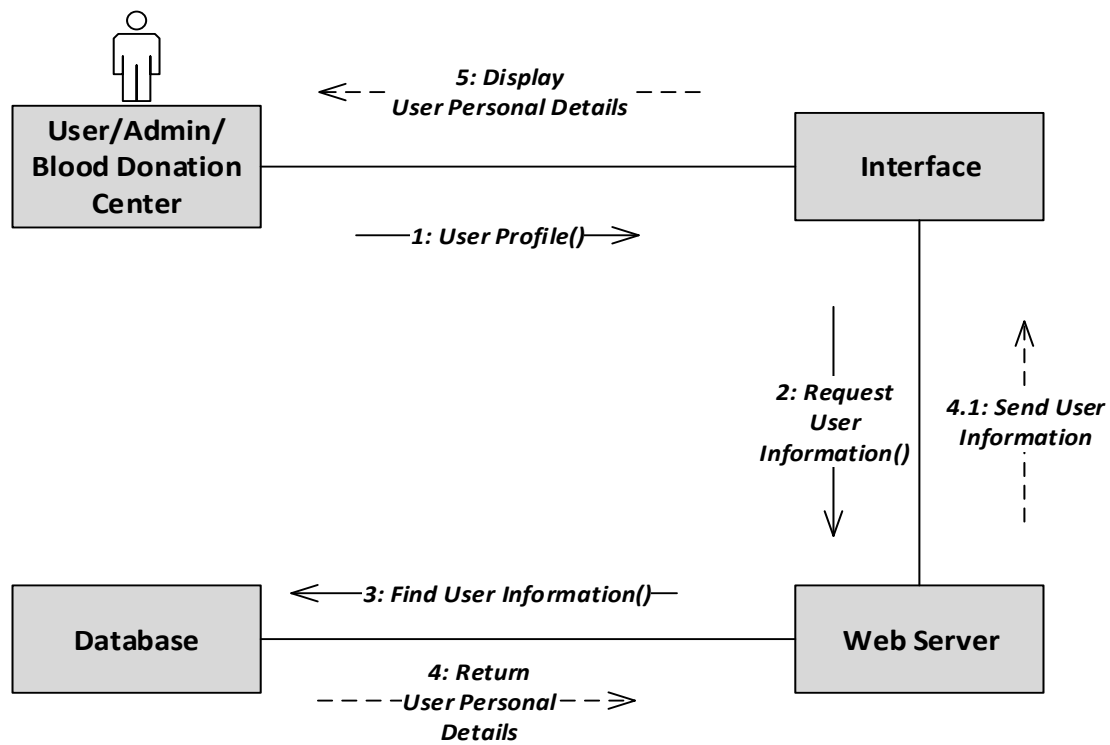 5: Display
User Personal Details
User/Admin/
Blood Donation
Center
Interface
1: User Profile()
2: Request
User
Information()
4.1: Send User
Information
3: Find User Information()
Database
Web Server
4: Return
User Personal
Details